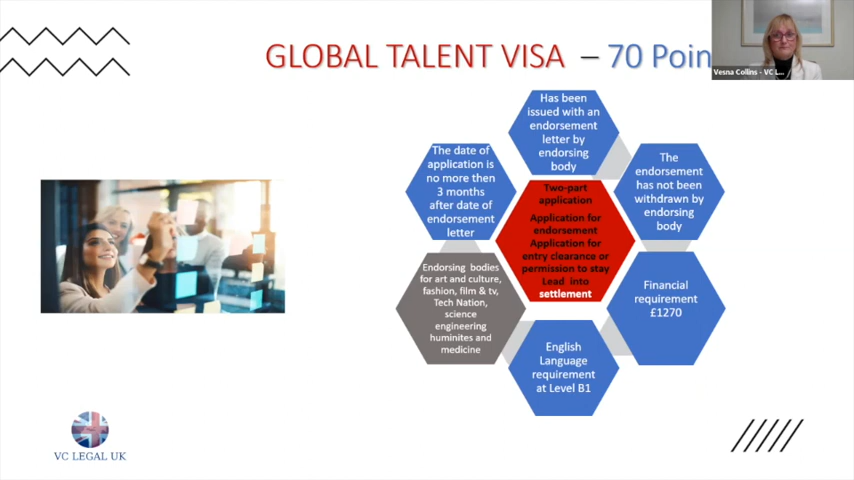 GLOBAL TALENT VISA – 70 Poin
Vesna Collins - VC L...
Has been
issued with an
endorsement
letter by
endorsing
body
The date of
application is
no more then
3 months
after date of
endorsement
letter
The
endorsement
has not been
withdrawn by
endorsing
body
Two-part
application
Application for
endorsement
Application for
entry clearance or
permission to stay
Lead into
settlement
Endorsing bodies
for art and culture,
fashion, film & tv,
Tech Nation,
science
engineering
huminites and
medicine
Financial
requirement
£1270
English
Language
requirement
at Level B1
VC LEGAL UK